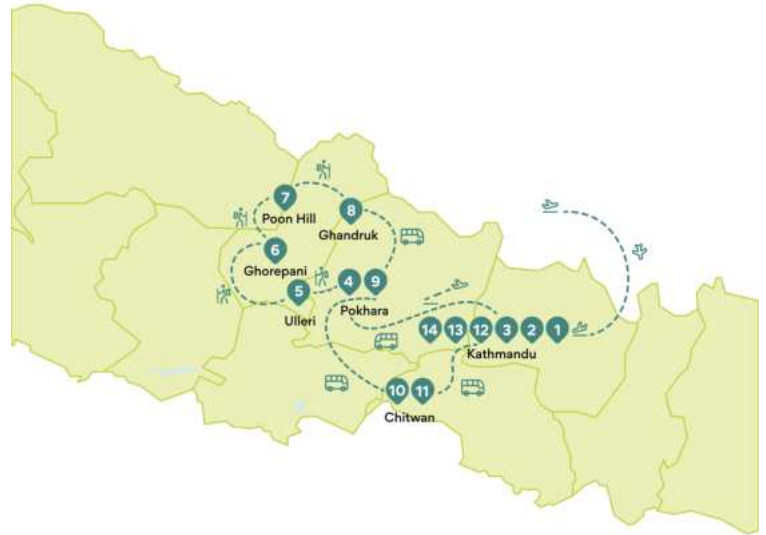 7
Poon Hill
8
Ghandruk
6
Ghorepani
5
Ulleri
4 9
Pokhara
14 13 12 3 2 1
Kathmandu
10 11
Chitwan